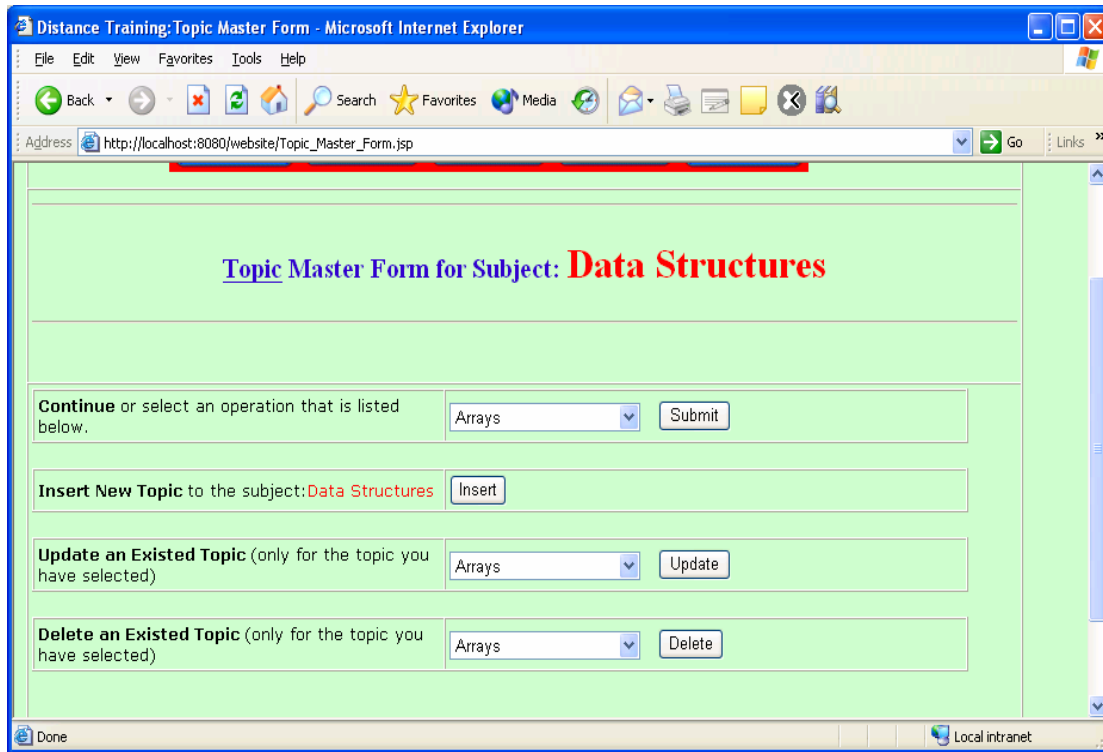 Distance Training:Topic Master Form - Microsoft Internet Explorer
File Edit View Favorites Tools Help
Back Search Favorites Media
Address http://localhost:8080/website/Topic_Master_Form.jsp Go Links »
Topic Master Form for Subject: Data Structures
Continue or select an operation that is listed
below.
Arrays Submit
Insert New Topic to the subject:Data Structures Insert
Update an Existed Topic (only for the topic you
have selected)
Arrays Update
Delete an Existed Topic (only for the topic you
have selected)
Arrays Delete
Done Local intranet